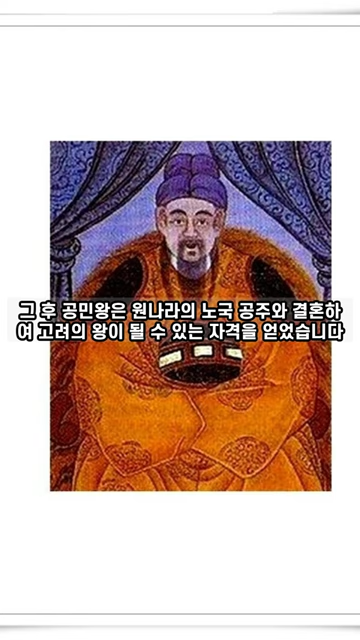 그 후 공민왕은 원나라의 노국 공주와 결혼하
여 고려의 왕이 될 수 있는 자격을 얻었습니다